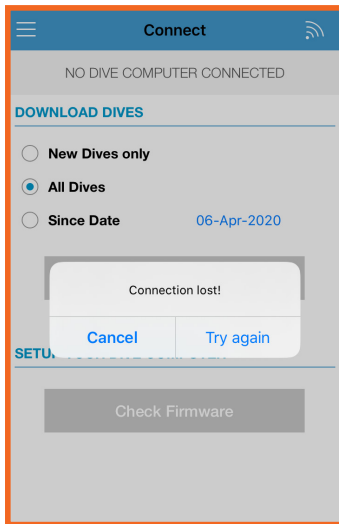 Connect
NO DIVE COMPUTER CONNECTED
DOWNLOAD DIVES
New Dives only
All Dives
Since Date 06-Apr-2020
Connection lost!
Cancel Try again
Check Firmware